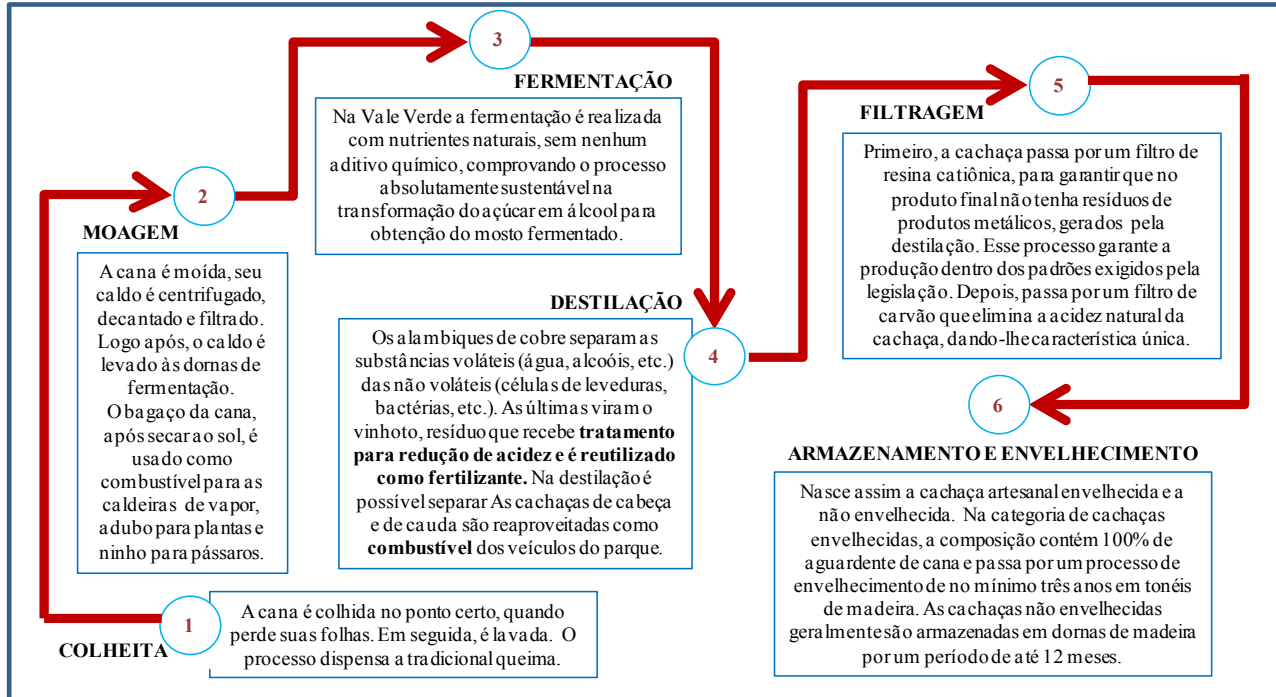 1
COLHEITA
A cana é colhida no ponto certo, quando
perde suas folhas. Em seguida, é lavada. O
processo dispensa a tradicional queima.
2
MOAGEM
A cana é moída, seu
caldo é centrifugado,
decantado e filtrado.
Logo após, o caldo é
levado às dornas de
fermentação.
O bagaço da cana,
após secar ao sol, é
usado como
combustível para as
caldeiras de vapor,
adubo para plantas e
ninho para pássaros.
3
FERMENTAÇÃO
Na Vale Verde a fermentação é realizada
com nutrientes naturais, sem nenhum
aditivo químico, comprovando o processo
absolutamente sustentável na
transformação do açúcar em álcool para
obtenção do mosto fermentado.
4
DESTILAÇÃO
Os alambiques de cobre separam as
substâncias voláteis (água, alcoóis, etc.)
das não voláteis (células de leveduras,
bactérias, etc.). As últimas viram o
vinhoto, resíduo que recebe tratamento
para redução de acidez e é reutilizado
como fertilizante. Na destilação é
possível separar As cachaças de cabeça
e de cauda são reaproveitadas como
combustível dos veículos do parque.
5
FILTRAGEM
Primeiro, a cachaça passa por um filtro de
resina catiônica, para garantir que no
produto final não tenha resíduos de
produtos metálicos, gerados pela
destilação. Esse processo garante a
produção dentro dos padrões exigidos pela
legislação. Depois, passa por um filtro de
carvão que elimina a acidez natural da
cachaça, dando-lhe característica única.
6
ARMAZENAMENTO E ENVELHECIMENTO
Nasce assim a cachaça artesanal envelhecida e a
não envelhecida. Na categoria de cachaças
envelhecidas, a composição contém 100% de
aguardente de cana e passa por um processo de
envelhecimento de no mínimo três anos em tonéis
de madeira. As cachaças não envelhecidas
geralmente são armazenadas em dornas de madeira
por um período de até 12 meses.